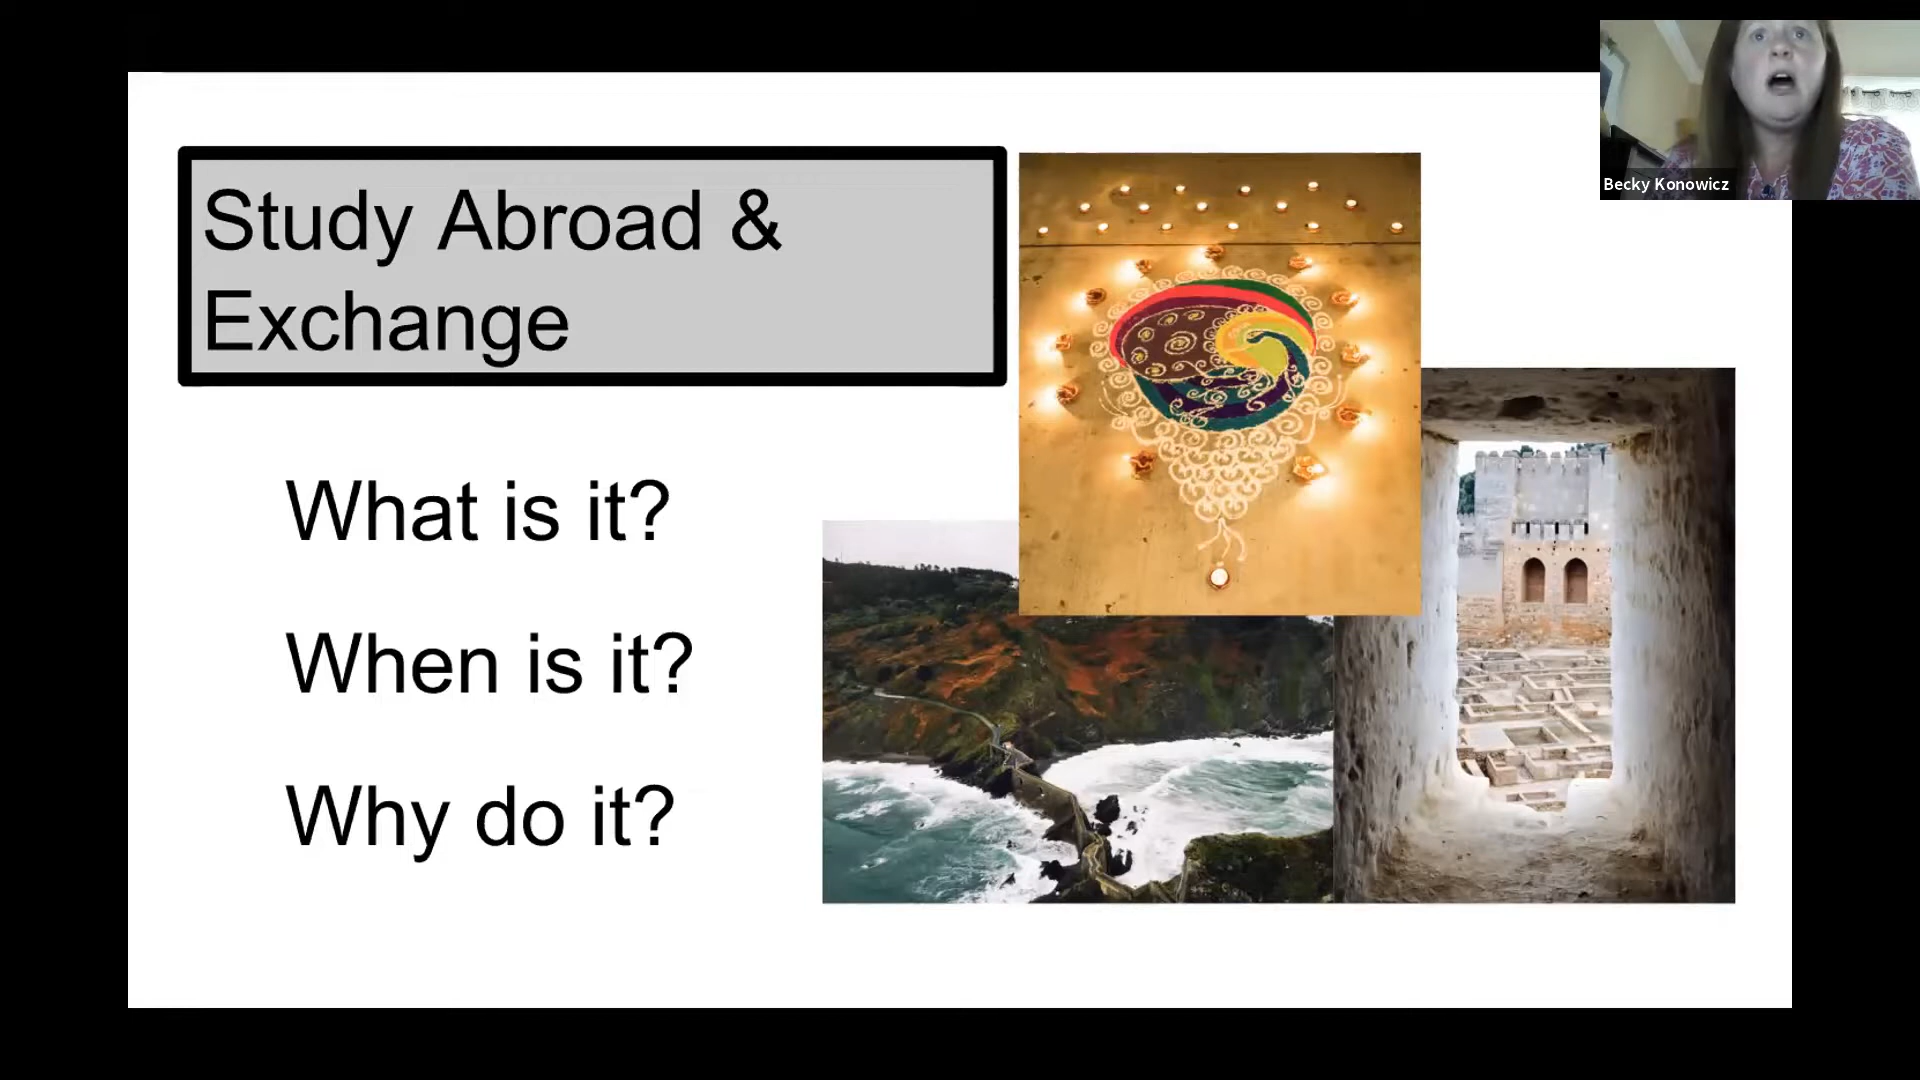 Study Abroad &
Exchange
What is it?
When is it?
Why do it?
Becky Konowicz